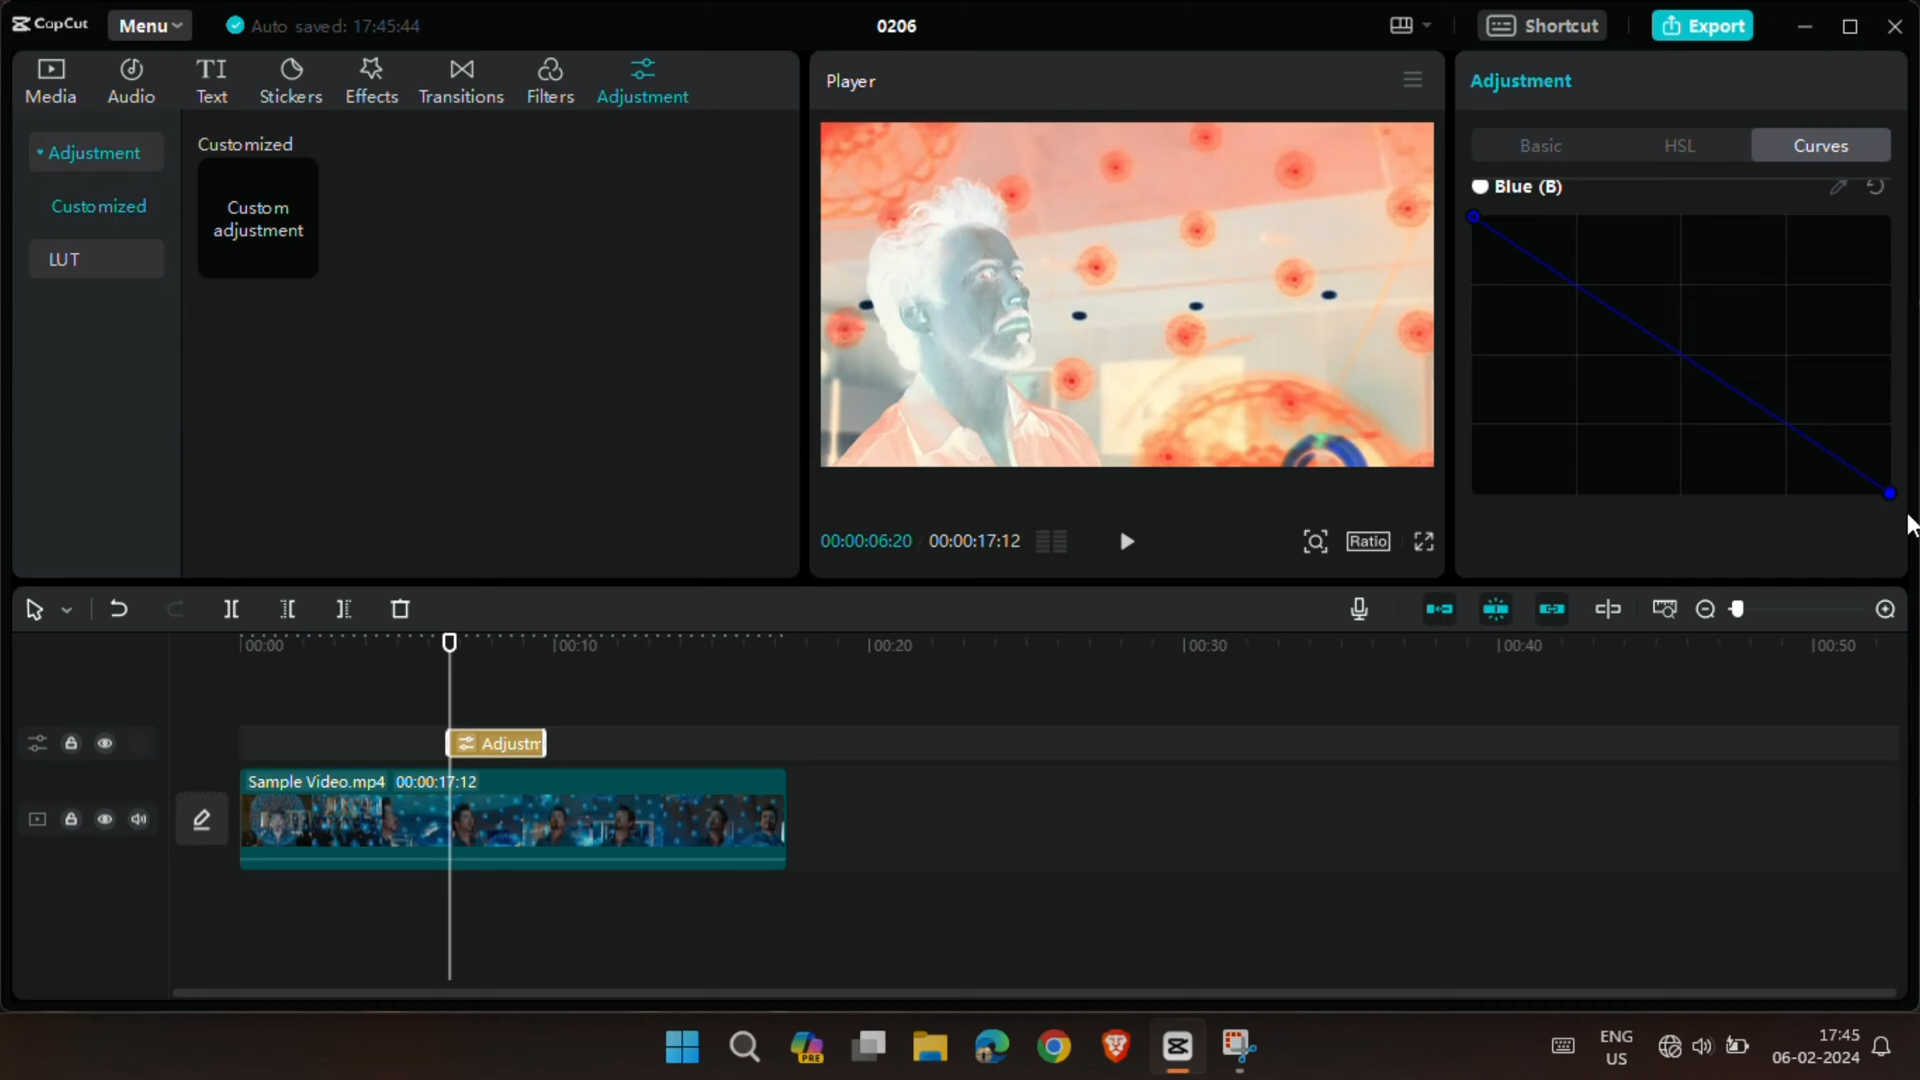 CapCut
Menu
Auto saved: 17:45:44
0206
Shortcut
Export
Media
Audio
TI
Text
Stickers
Effects
Transitions
Filters
Adjustment
Player
Adjustment
Adjustment
Customized
LUT
Customized
Custom
adjustment
Basic
HSL
Curves
Blue (B)
00:00:06:20
00:00:17:12
Ratio
00:00
00:10
00:20
00:30
00:40
00:50
Adjustm
Sample Video.mp4 00:00:17:12
PRE
ENG
US
17:45
06-02-2024